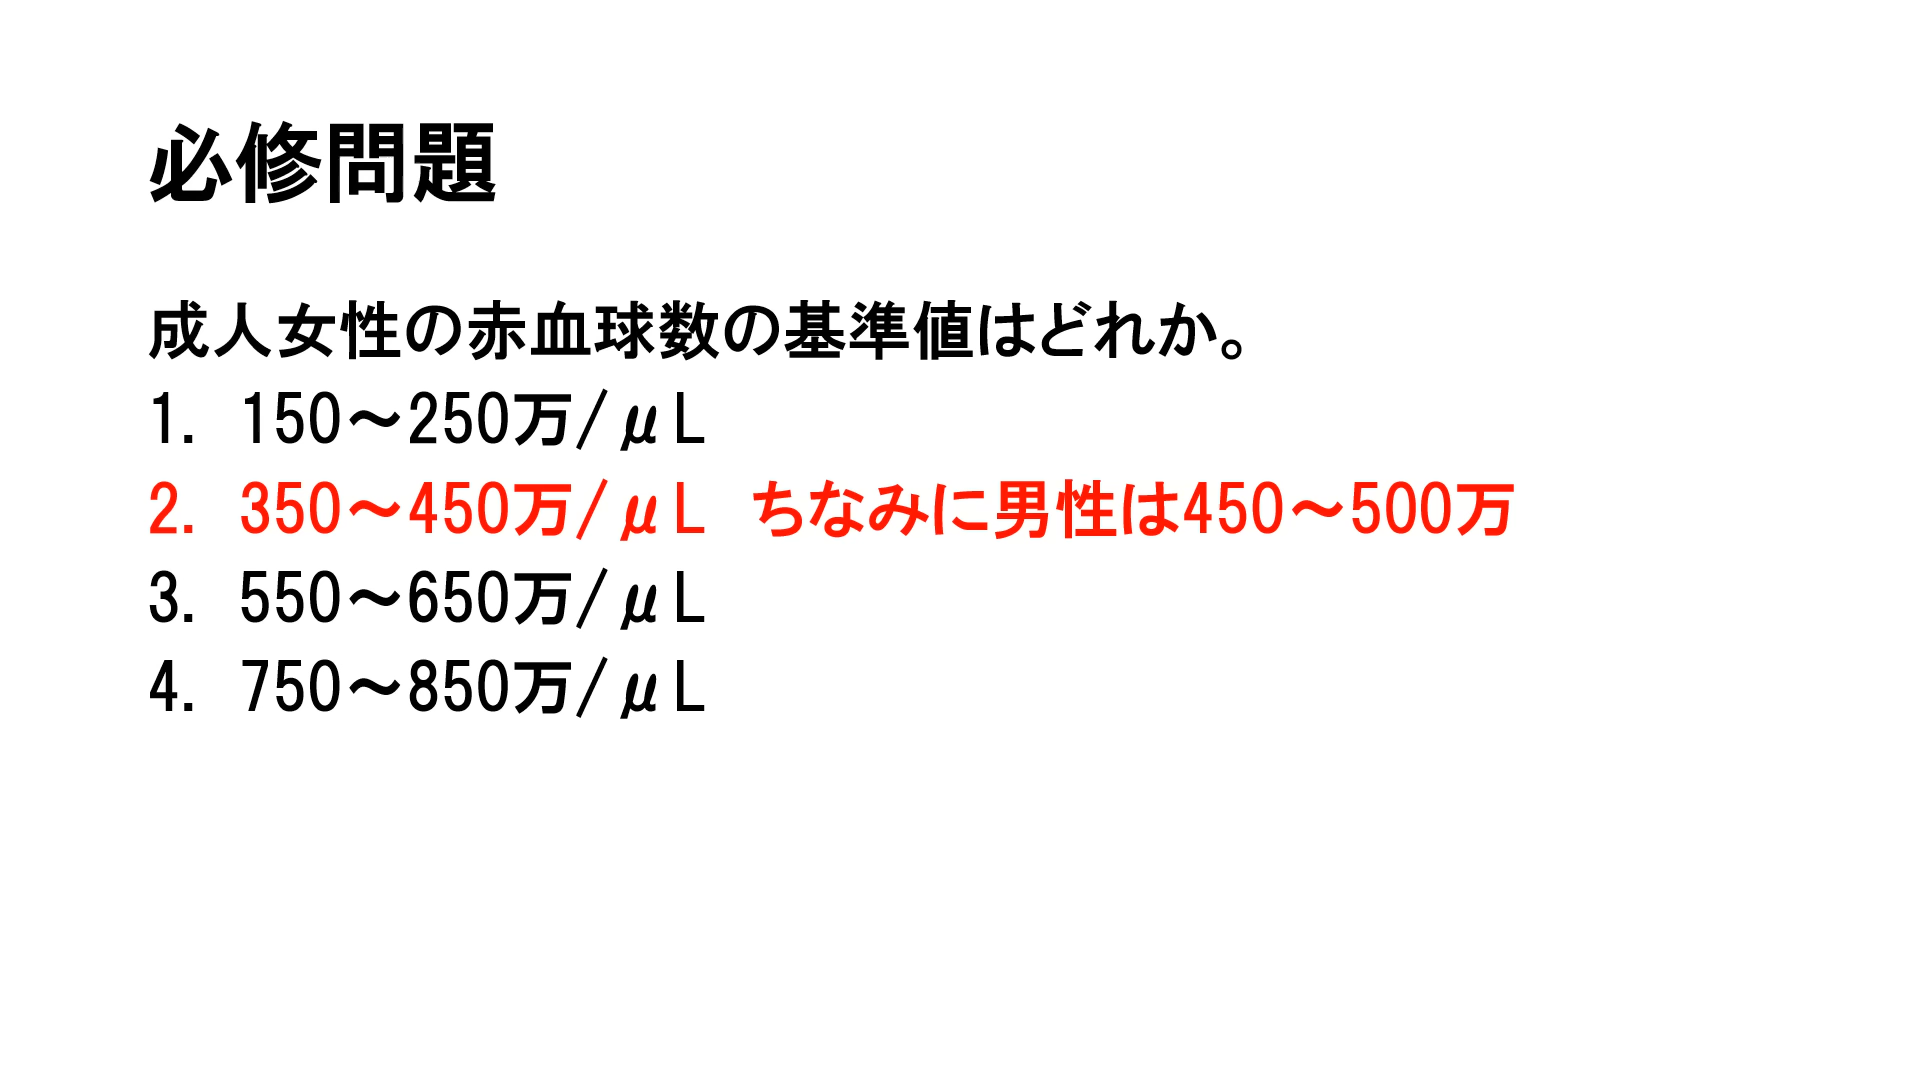 必修問題
成人女性の赤血球数の基準値はどれか。
1. 150～250万/μL
2. 350～450万/μL ちなみに男性は450～500万
3. 550～650万/μL
4. 750～850万/μL